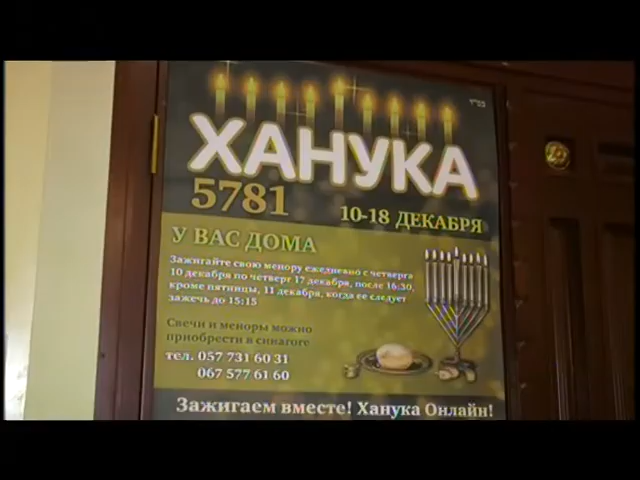 בס"ד
ХАНУКА
5781
10-18 ДЕКАБРЯ
У ВАС ДОМА
Зажигайте свою менору ежедневно с четверга
10 декабря по четверг 17 декабря, после 16:30,
кроме пятницы, 11 декабря, когда ее следует
зажечь до 15:15
Свечи и меноры можно
приобрести в синагоге
тел. 057 731 60 31
067 577 61 60
Зажигаем вместе! Ханука Онлайн!